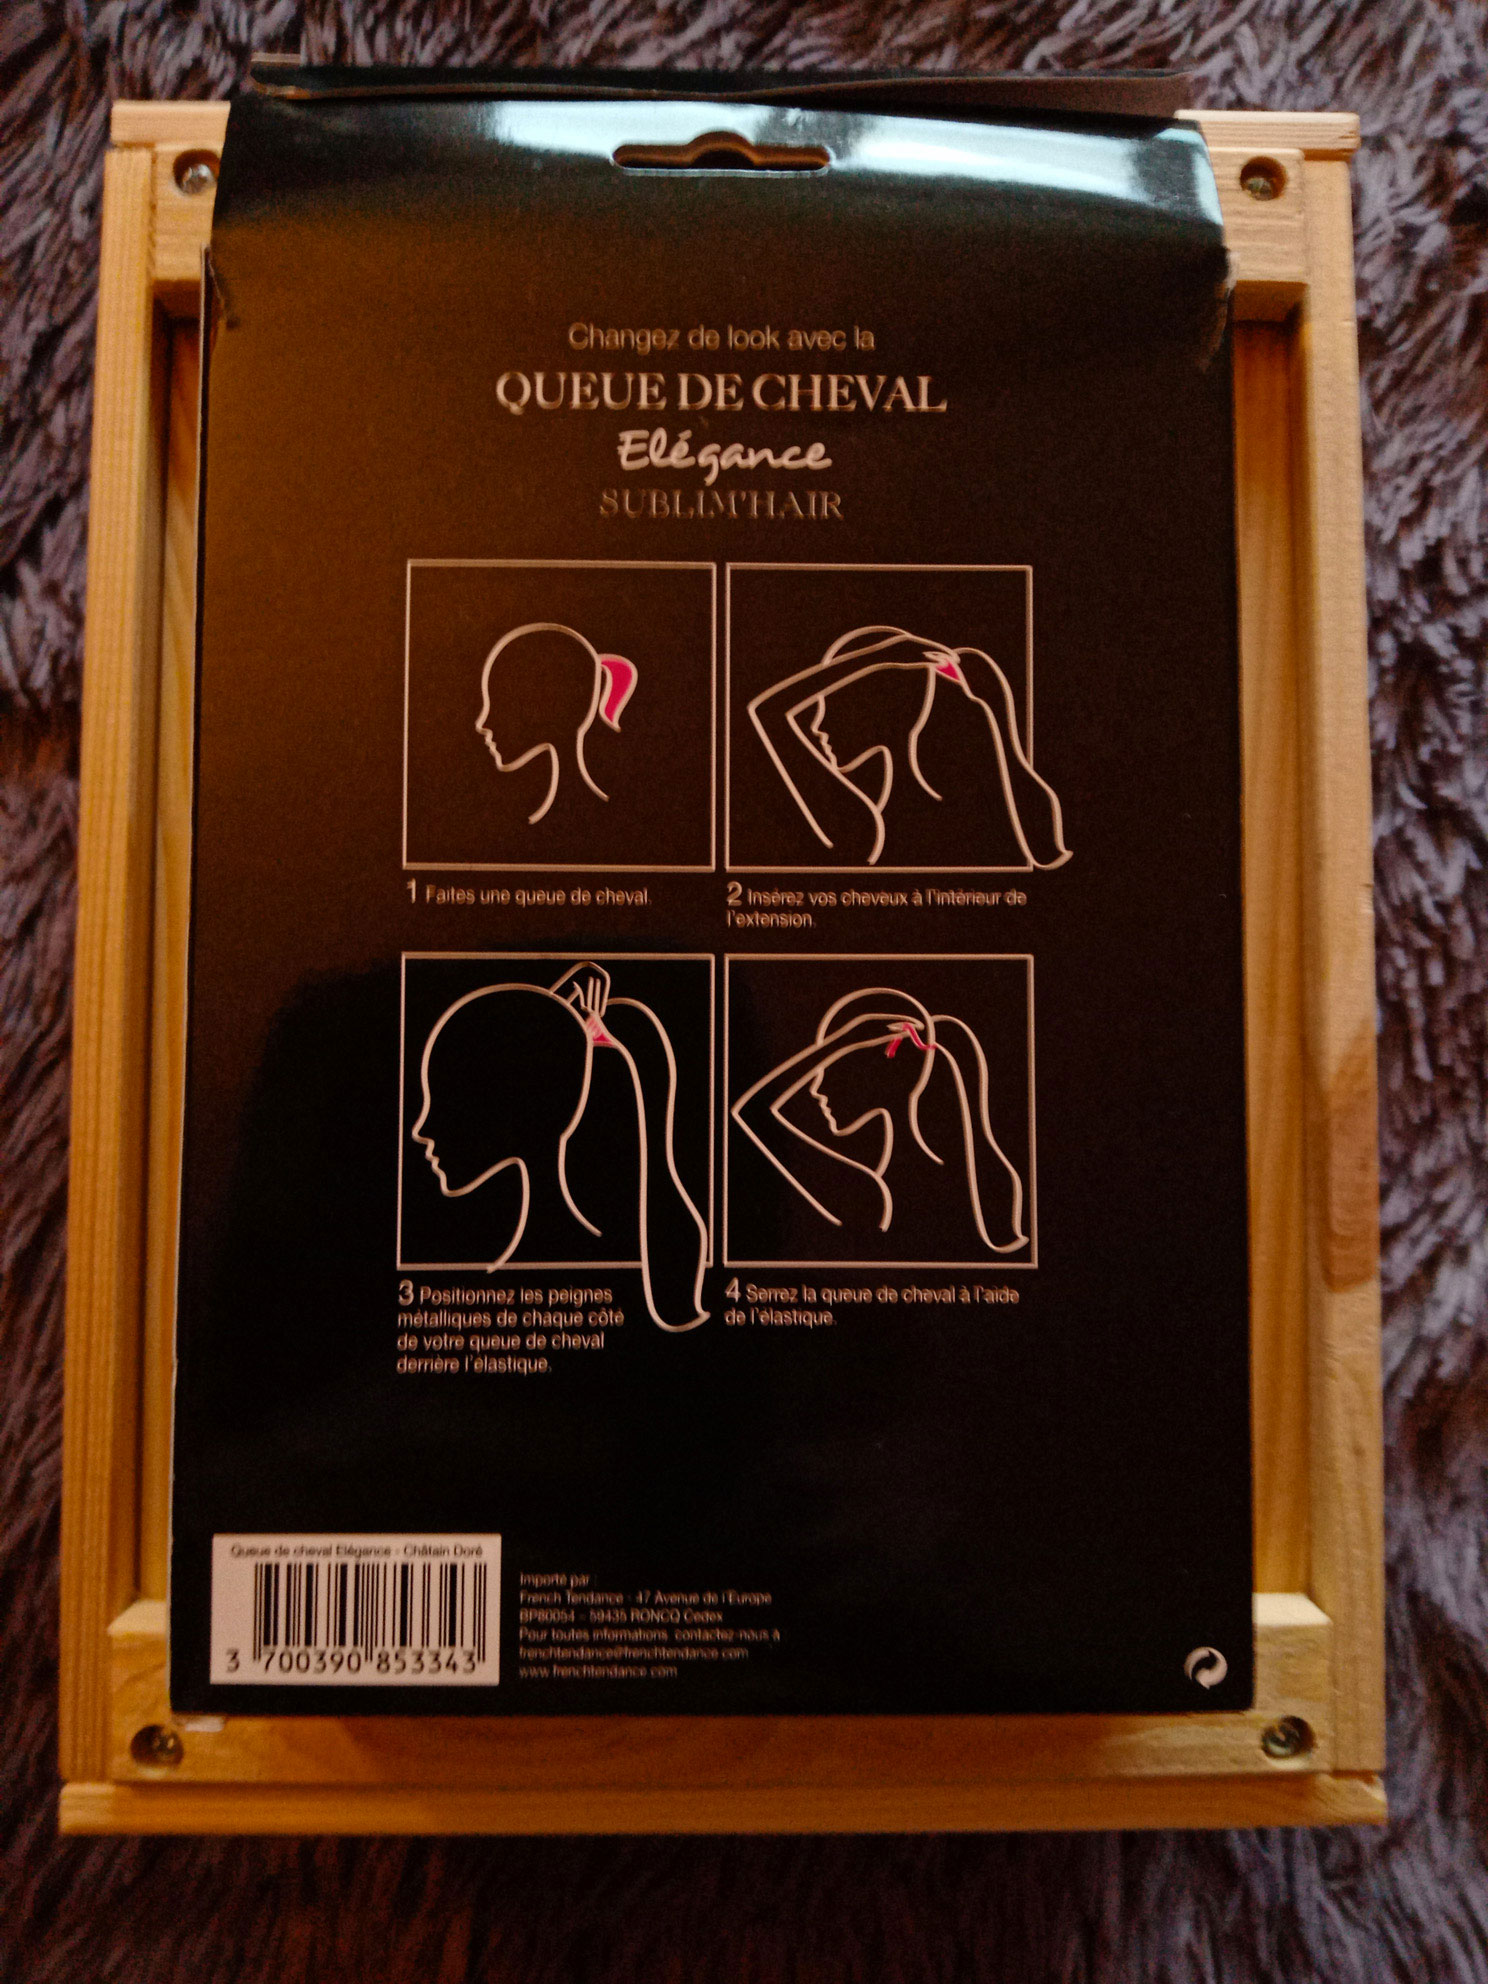 Changez de look avec la
QUEUE DE CHEVAL
Elégance
SUBLIM'HAIR
1 Faites une queue de cheval.
2 Insérez vos cheveux à l'intérieur de
l'extension.
3 Positionnez les peignes
métalliques de chaque côté
de votre queue de cheval
derrière l'élastique.
4 Serrez la queue de cheval à l'aide
de l'élastique.
Queue de cheval Elégance - Châtain Doré
3 700390 853343
Importé par :
French Tendance - 47 Avenue de l'Europe
BP80054 - 59435 RONCQ Cedex
Pour toutes informations, contactez-nous à
frenchtendance@frenchtendance.com
www.frenchtendance.com